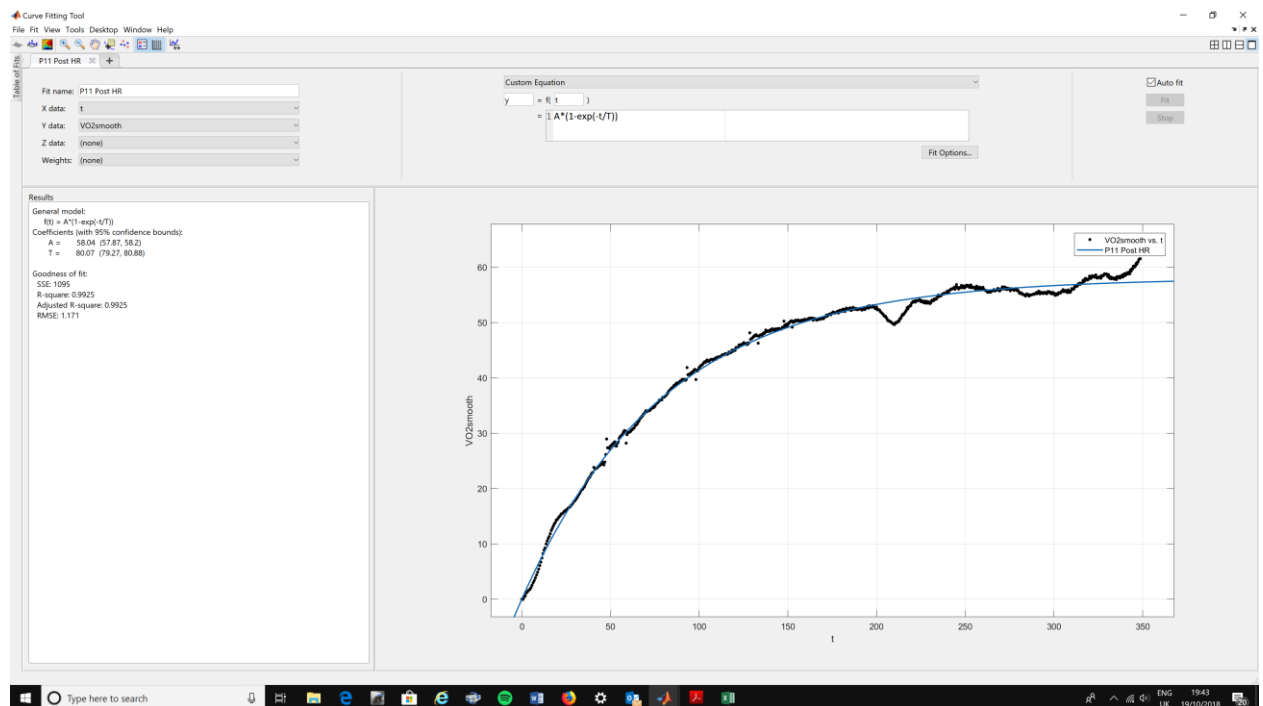 Curve Fitting Tool
File Fit View Tools Desktop Window Help
Table of Fits
P11 Post HR
Fit name: P11 Post HR
X data: t
Y data: VO2smooth
Z data: (none)
Weights: (none)
Custom Equation
y = f( t )
= 1 A*(1-exp(-t/T))
Fit Options...
Auto fit
Fit
Stop
Results
General model:
f(t) = A*(1-exp(-t/T))
Coefficients (with 95% confidence bounds):
A = 58.04 (57.87, 58.2)
T = 80.07 (79.27, 80.88)
Goodness of fit:
SSE: 1095
R-square: 0.9925
Adjusted R-square: 0.9925
RMSE: 1.171
VO2smooth vs. t
P11 Post HR
60
50
40
30
20
10
0
VO2smooth
0 50 100 150 200 250 300 350
t
Type here to search
ENG
UK
19:43
19/10/2018
20